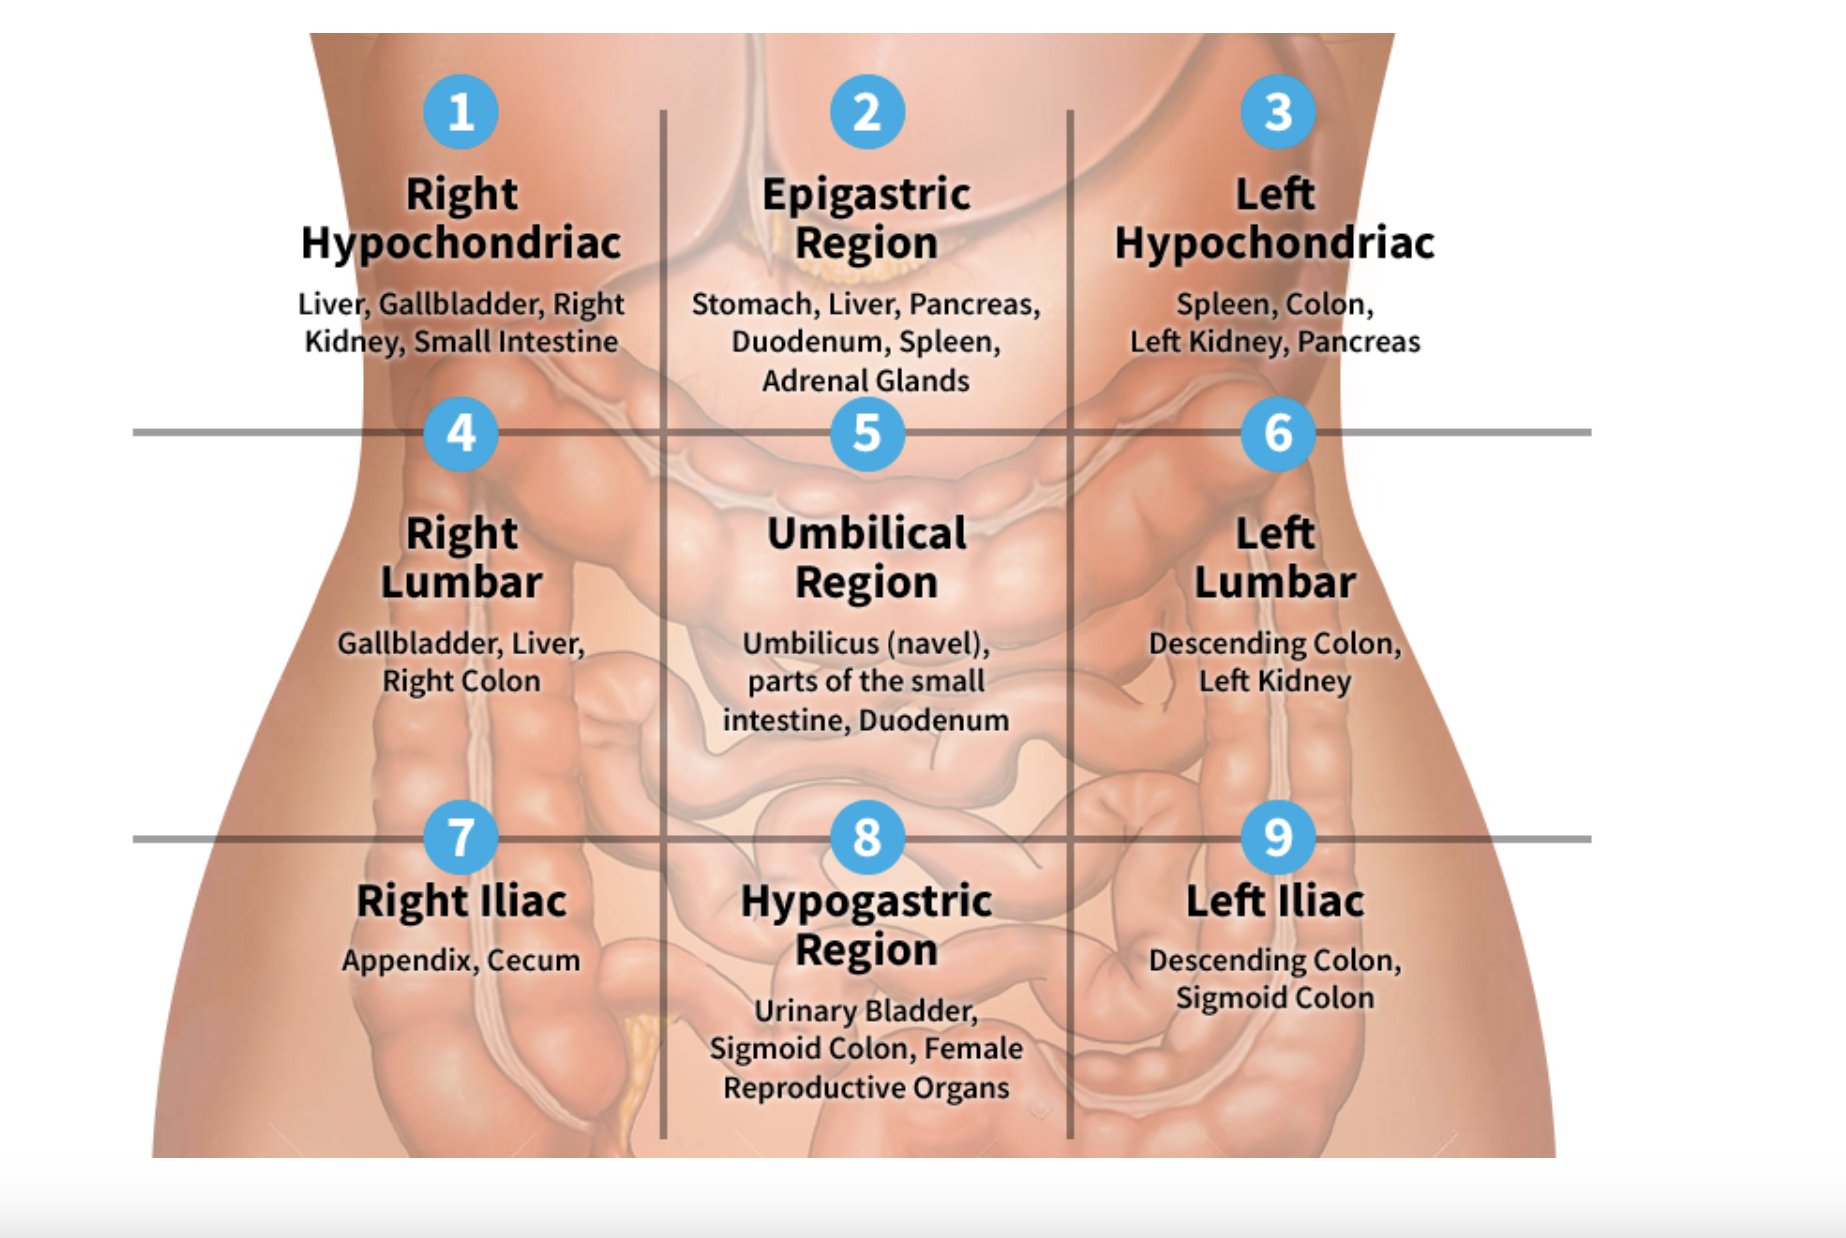 1
Right
Hypochondriac
Liver, Gallbladder, Right
Kidney, Small Intestine
2
Epigastric
Region
Stomach, Liver, Pancreas,
Duodenum, Spleen,
Adrenal Glands
3
Left
Hypochondriac
Spleen, Colon,
Left Kidney, Pancreas
4
Right
Lumbar
Gallbladder, Liver,
Right Colon
5
Umbilical
Region
Umbilicus (navel),
parts of the small
intestine, Duodenum
6
Left
Lumbar
Descending Colon,
Left Kidney
7
Right Iliac
Appendix, Cecum
8
Hypogastric
Region
Urinary Bladder,
Sigmoid Colon, Female
Reproductive Organs
9
Left Iliac
Descending Colon,
Sigmoid Colon